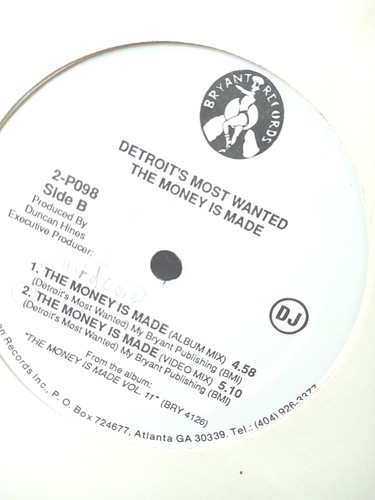 BRYANT RECORDS
DETROIT'S MOST WANTED
THE MONEY IS MADE
2-P098
Side B
Produced By
Duncan Hines
Executive Producer:
DJ
1. THE MONEY IS MADE (ALBUM MIX) 4.58
(Detroit's Most Wanted) My Bryant Publishing (BMI)
2. THE MONEY IS MADE (VIDEO MIX) 5.10
(Detroit's Most Wanted) My Bryant Publishing (BMI)
From the album:
"THE MONEY IS MADE VOL. 11" (BRY 4126)
Records Inc., P. O. Box 724677, Atlanta GA 30339, Tel.: (404) 926-3377